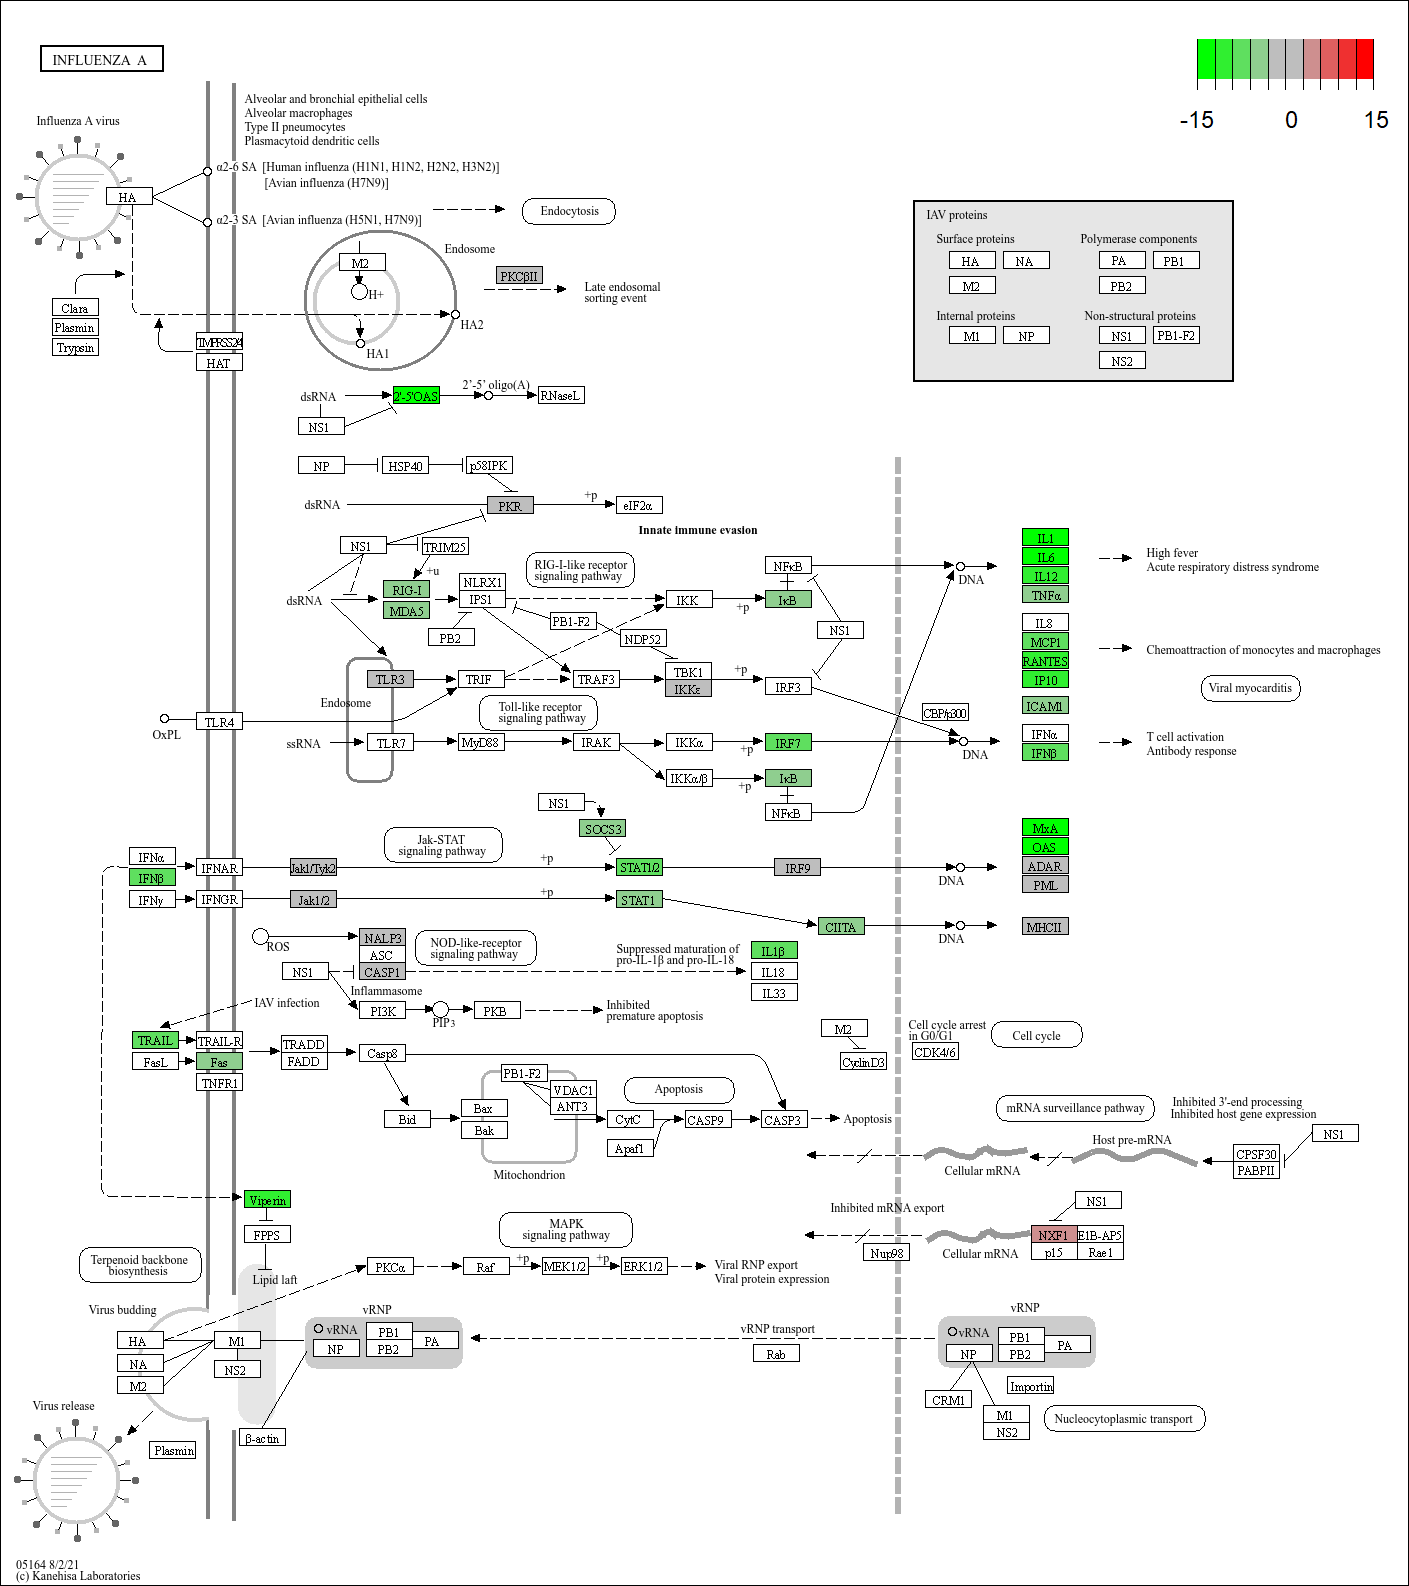 INFLUENZA A
-15 0 15
Alveolar and bronchial epithelial cells
Alveolar macrophages
Type II pneumocytes
Plasmacytoid dendritic cells
Influenza A virus
HA
α2-6 SA [Human influenza (H1N1, H1N2, H2N2, H3N2)]
[Avian influenza (H7N9)]
α2-3 SA [Avian influenza (H5N1, H7N9)]
Endocytosis
IAV proteins
Surface proteins
HA
NA
M2
Polymerase components
PA
PB1
PB2
Internal proteins
M1
NP
Non-structural proteins
NS1
PB1-F2
NS2
Endosome
M2
H+
HA2
HA1
PKCβII
Late endosomal
sorting event
Clara
Plasmin
Trypsin
HAT
dsRNA
2'-5'OAS
2'-5' oligo(A)
RNaseL
NS1
NP
HSP40
p58IPK
dsRNA
PKR
+p
eIF2α
Innate immune evasion
NS1
TRIM25
+u
RIG-I-like receptor
signaling pathway
dsRNA
RIG-I
MDA5
NLRX1
IPS1
IKK
+p
NFκB
IκB
PB2
PB1-F2
NDP52
NS1
DNA
IL1
IL6
IL12
TNFα
High fever
Acute respiratory distress syndrome
IL8
MCP1
RANTES
IP10
Chemoattraction of monocytes and macrophages
Viral myocarditis
ICAM1
TLR3
Endosome
TRIF
TRAF3
TBK1
IKKε
+p
IRF3
OxPL
TLR4
Toll-like receptor
signaling pathway
CBP/p300
ssRNA
TLR7
MyD88
IRAK
IKKα
+p
IRF7
DNA
IFNα
IFNβ
T cell activation
Antibody response
IKKα/β
+p
IκB
NFκB
NS1
SOCS3
Jak-STAT
signaling pathway
IFNα
IFNβ
IFNAR
Jak1/Tyk2
+p
STAT1/2
IRF9
DNA
MxA
OAS
ADAR
PML
IFNγ
IFNGR
Jak1/2
+p
STAT1
CIITA
DNA
MHCII
ROS
NALP3
ASC
CASP1
NOD-like-receptor
signaling pathway
NS1
Inflammasome
Suppressed maturation of
pro-IL-1β and pro-IL-18
IL1β
IL18
IL33
IAV infection
PI3K
PIP3
PKB
Inhibited
premature apoptosis
TRAIL
TRAIL-R
FasL
Fas
TNFR1
TRADD
FADD
Casp8
M2
CyclinD3
Cell cycle arrest
in G0/G1
CDK4/6
Cell cycle
PB1-F2
VDAC1
ANT3
Apoptosis
Bid
Bax
Bak
CytC
CASP9
CASP3
Apoptosis
Apaf1
Mitochondrion
mRNA surveillance pathway
Inhibited 3'-end processing
Inhibited host gene expression
NS1
Host pre-mRNA
CPSF30
PABPII
Cellular mRNA
Viperin
FPPS
Lipid laft
Terpenoid backbone
biosynthesis
MAPK
signaling pathway
Inhibited mRNA export
NS1
NXF1
E1B-AP5
p15
Rae1
Nup98
Cellular mRNA
PKCα
Raf
+p
MEK1/2
+p
ERK1/2
Viral RNP export
Viral protein expression
Virus budding
HA
NA
M2
M1
NS2
vRNP
vRNA
NP
PB1
PB2
PA
vRNP transport
Rab
vRNP
vRNA
NP
PB1
PB2
PA
CRM1
Importin
M1
NS2
Nucleocytoplasmic transport
β-actin
Virus release
Plasmin
05164 8/2/21
(c) Kanehisa Laboratories